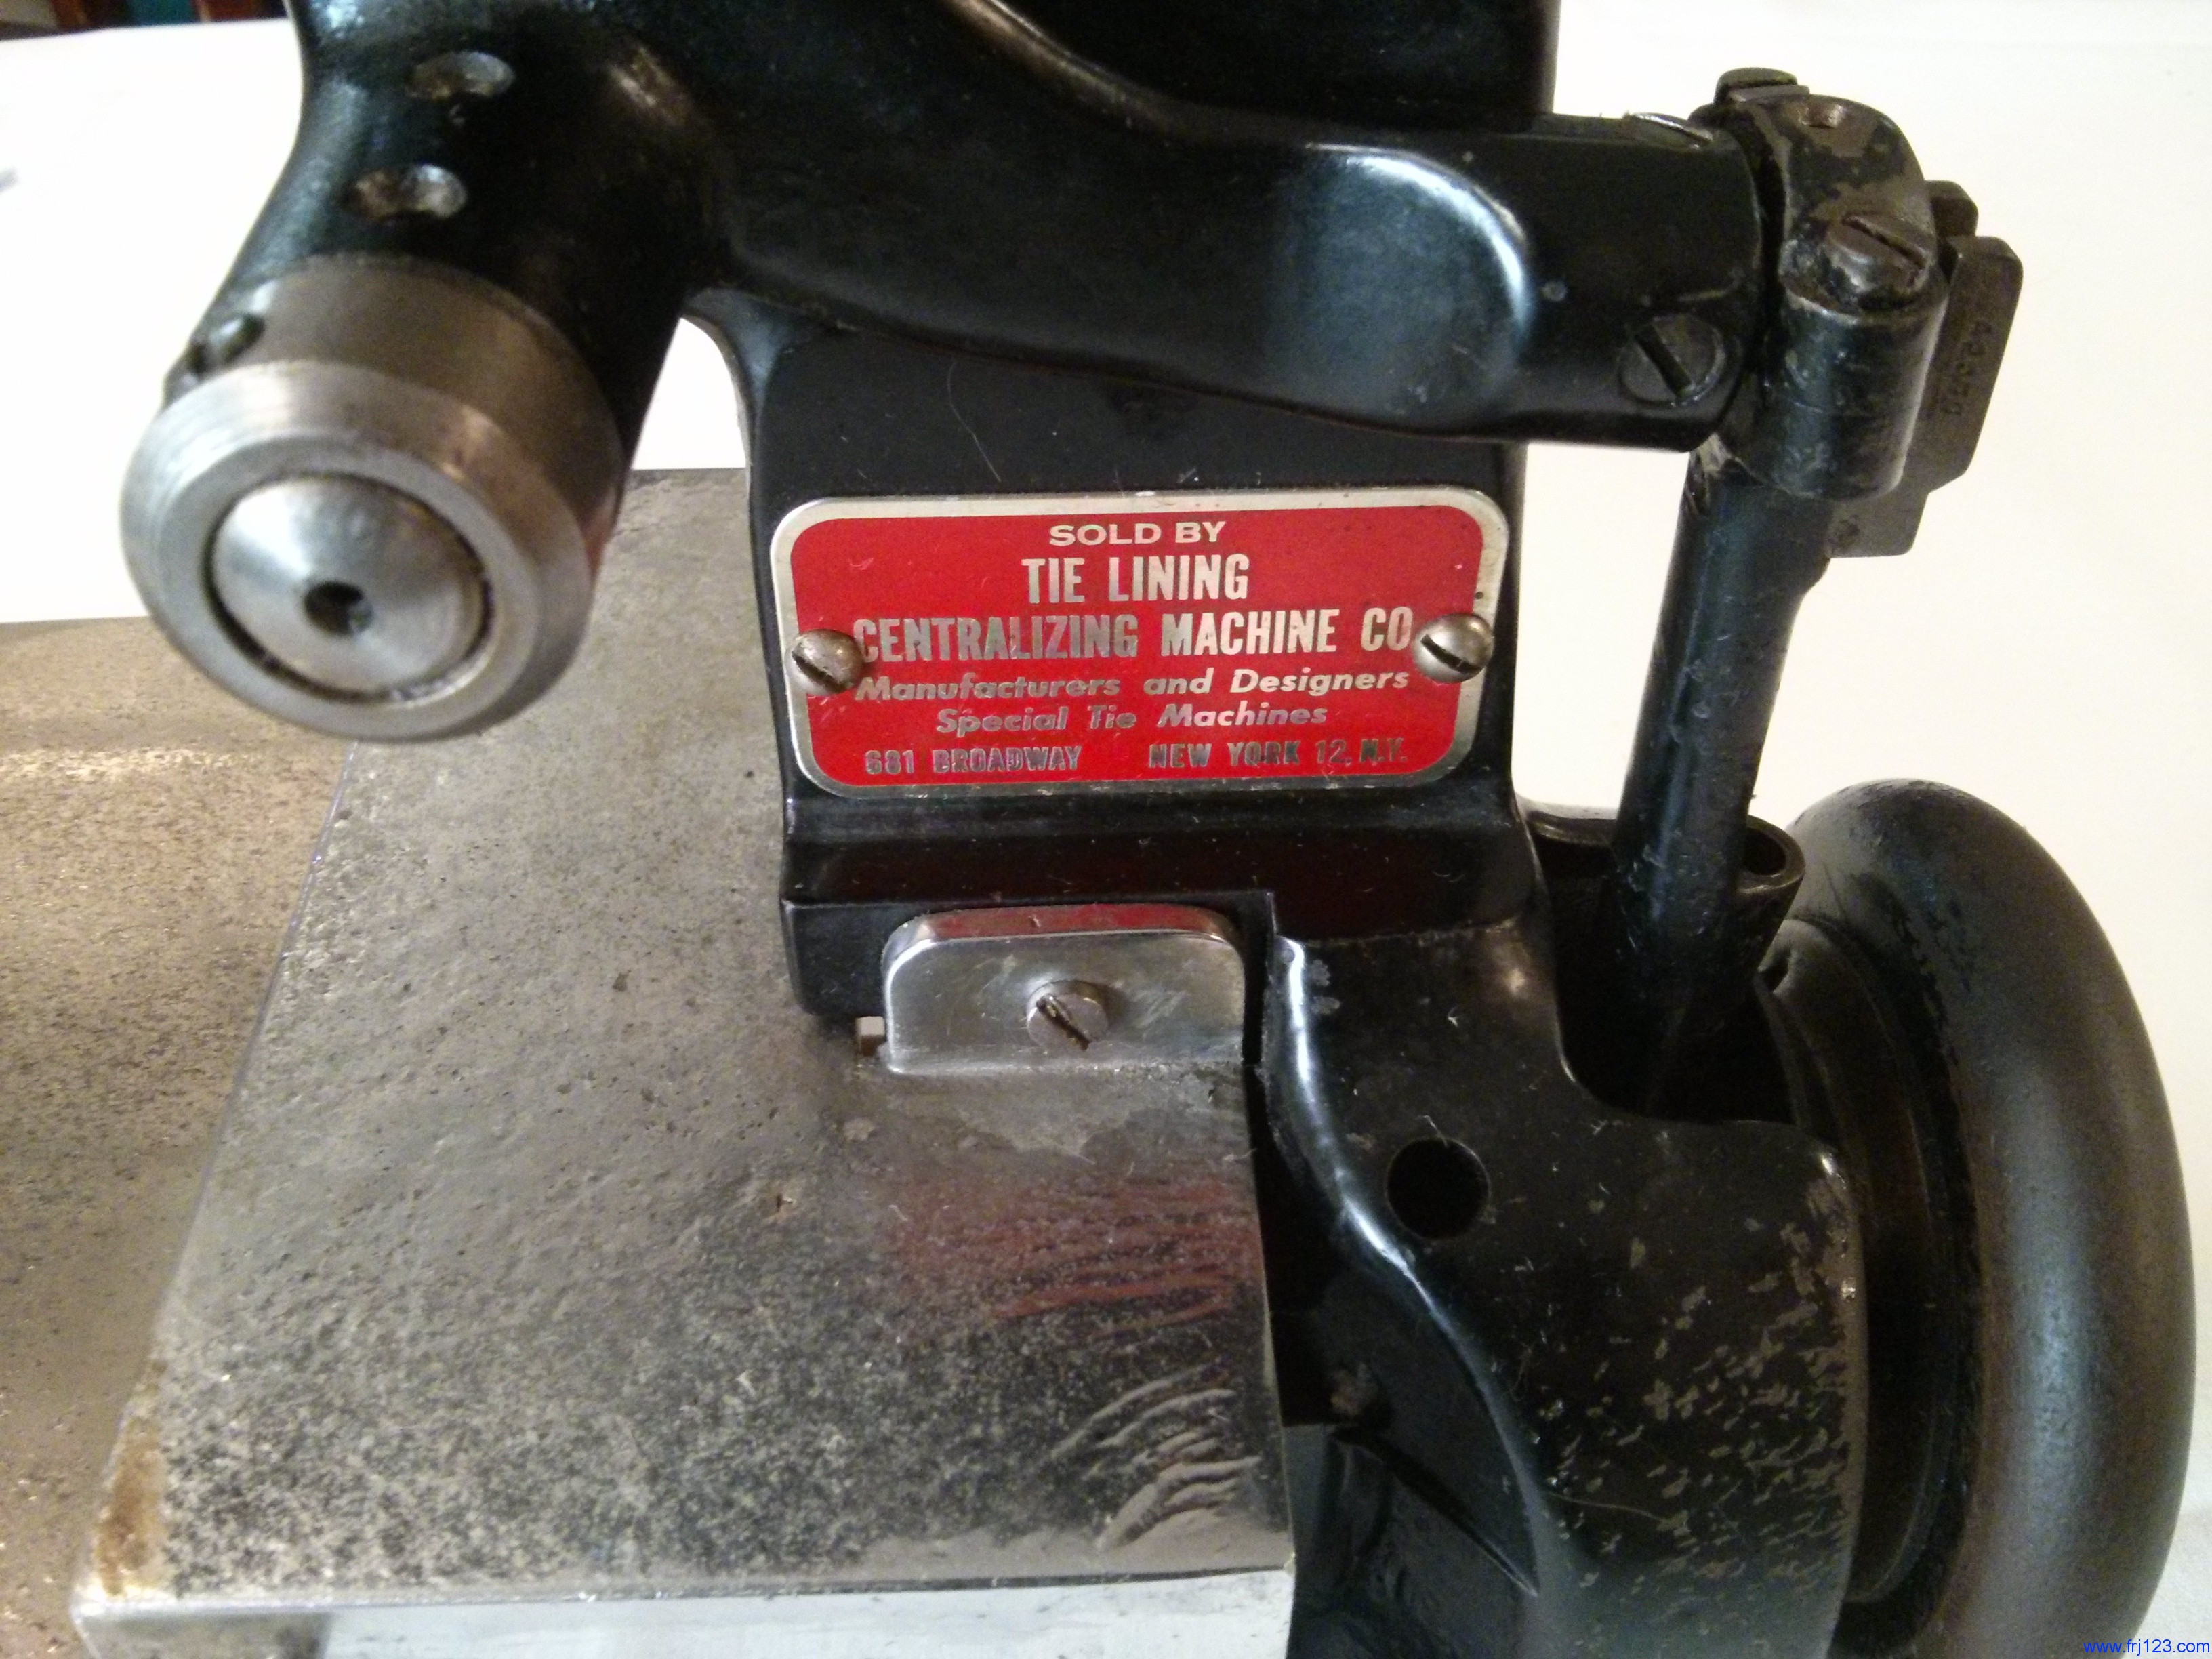 SOLD BY
TIE LINING
CENTRALIZING MACHINE CO
Manufacturers and Designers
Special Tie Machines
681 BROADWAY NEW YORK 12, N.Y.
www.frj123.com